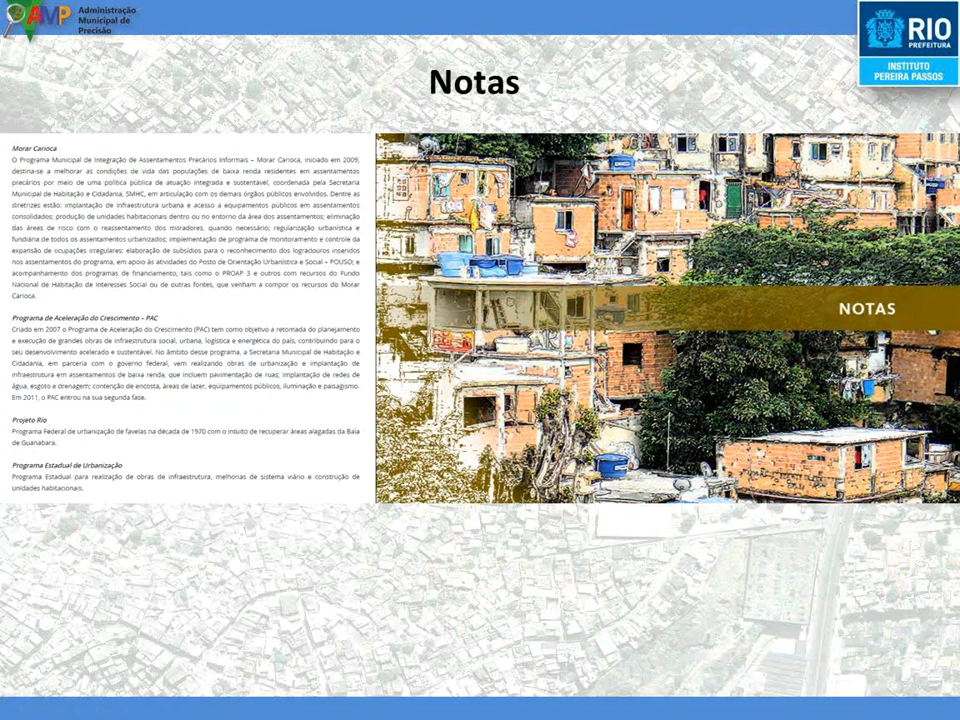 AMP
Administração
Municipal de
Precisão
RIO
PREFEITURA
INSTITUTO
PEREIRA PASSOS
Notas
Morar Carioca
O Programa Municipal de Integração de Assentamentos Precários Informais – Morar Carioca, iniciado em 2009,
destina-se a melhorar as condições de vida das populações de baixa renda residentes em assentamentos
precários por meio de uma política pública de atuação integrada e sustentável, coordenada pela Secretaria
Municipal de Habitação e Cidadania, SMHC, em articulação com os demais órgãos públicos envolvidos. Dentre as
diretrizes estão: implantação de infraestrutura urbana e acesso a equipamentos públicos em assentamentos
consolidados; produção de unidades habitacionais dentro ou no entorno da área dos assentamentos; eliminação
das áreas de risco com o reassentamento dos moradores, quando necessário; regularização urbanística e
fundiária de todos os assentamentos urbanizados; implementação de programa de monitoramento e controle da
expansão de ocupações irregulares; elaboração de subsídios para o reconhecimento dos logradouros inseridos
nos assentamentos do programa, em apoio às atividades do Posto de Orientação Urbanística e Social – POUSO; e
acompanhamento dos programas de financiamento, tais como o PROAP 3 e outros com recursos do Fundo
Nacional de Habitação de Interesses Social ou de outras fontes, que venham a compor os recursos do Morar
Carioca.
Programa de Aceleração do Crescimento – PAC
Criado em 2007 o Programa de Aceleração do Crescimento (PAC) tem como objetivo a retomada do planejamento
e execução de grandes obras de infraestrutura social, urbana, logística e energética do país, contribuindo para o
seu desenvolvimento acelerado e sustentável. No âmbito desse programa, a Secretaria Municipal de Habitação e
Cidadania, em parceria com o governo federal, vem realizando obras de urbanização e implantação de
infraestrutura em assentamentos de baixa renda, que incluem pavimentação de ruas; implantação de redes de
água, esgoto e drenagem; contenção de encosta, áreas de lazer, equipamentos públicos, iluminação e paisagismo.
Em 2011, o PAC entrou na sua segunda fase.
Projeto Rio
Programa Federal de urbanização de favelas na década de 1970 com o intuito de recuperar áreas alagadas da Baía
de Guanabara.
Programa Estadual de Urbanização
Programa Estadual para realização de obras de infraestrutura, melhorias de sistema viário e construção de
unidades habitacionais.
NOTAS